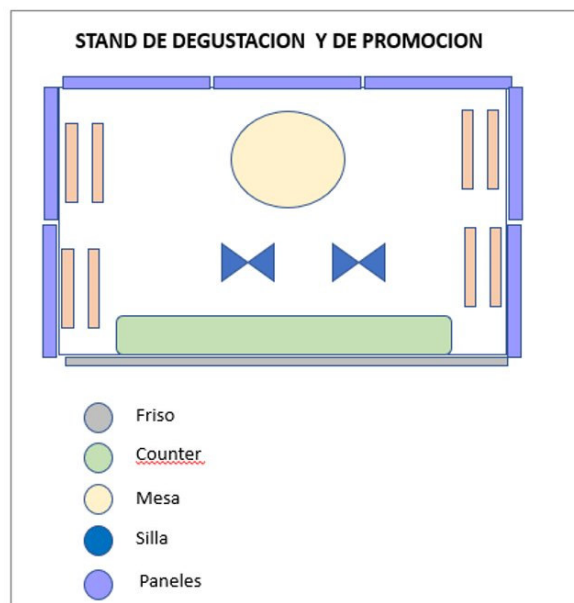 STAND DE DEGUSTACION Y DE PROMOCION
Friso
Counter
Mesa
Silla
Paneles